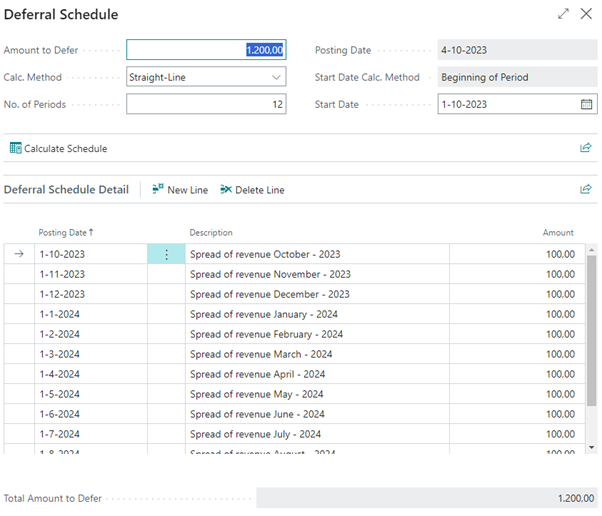 Deferral Schedule
Amount to Defer 1.200,00 Posting Date 4-10-2023
Calc. Method Straight-Line Start Date Calc. Method Beginning of Period
No. of Periods 12 Start Date 1-10-2023
Calculate Schedule
Deferral Schedule Detail New Line Delete Line
Posting Date↑ Description Amount
1-10-2023 Spread of revenue October - 2023 100,00
1-11-2023 Spread of revenue November - 2023 100,00
1-12-2023 Spread of revenue December - 2023 100,00
1-1-2024 Spread of revenue January - 2024 100,00
1-2-2024 Spread of revenue February - 2024 100,00
1-3-2024 Spread of revenue March - 2024 100,00
1-4-2024 Spread of revenue April - 2024 100,00
1-5-2024 Spread of revenue May - 2024 100,00
1-6-2024 Spread of revenue June - 2024 100,00
1-7-2024 Spread of revenue July - 2024 100,00
1-8-2024 Spread of revenue August - 2024 100,00
Total Amount to Defer 1.200,00